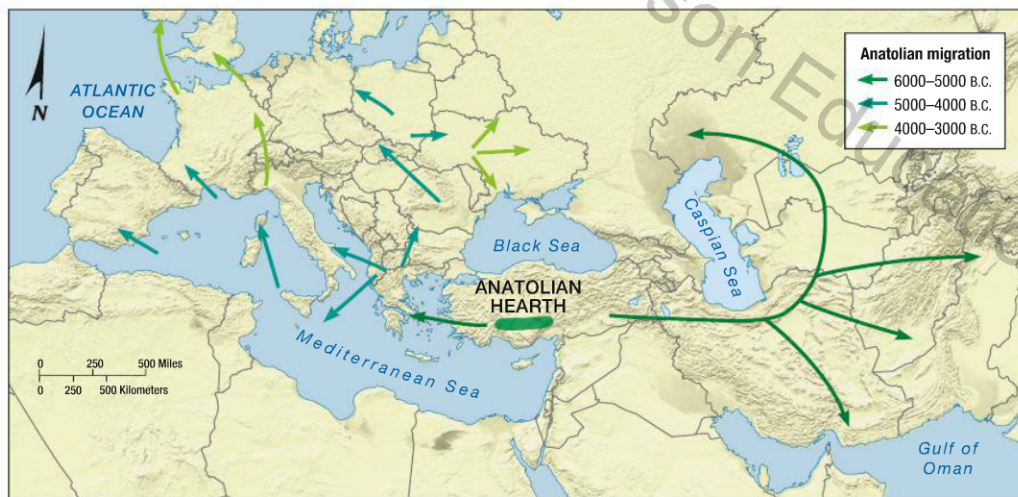 Anatolian migration
6000–5000 B.C.
5000–4000 B.C.
4000–3000 B.C.
ATLANTIC
OCEAN
N
Caspian Sea
Black Sea
ANATOLIAN
HEARTH
Mediterranean Sea
0 250 500 Miles
0 250 500 Kilometers
Gulf of
Oman